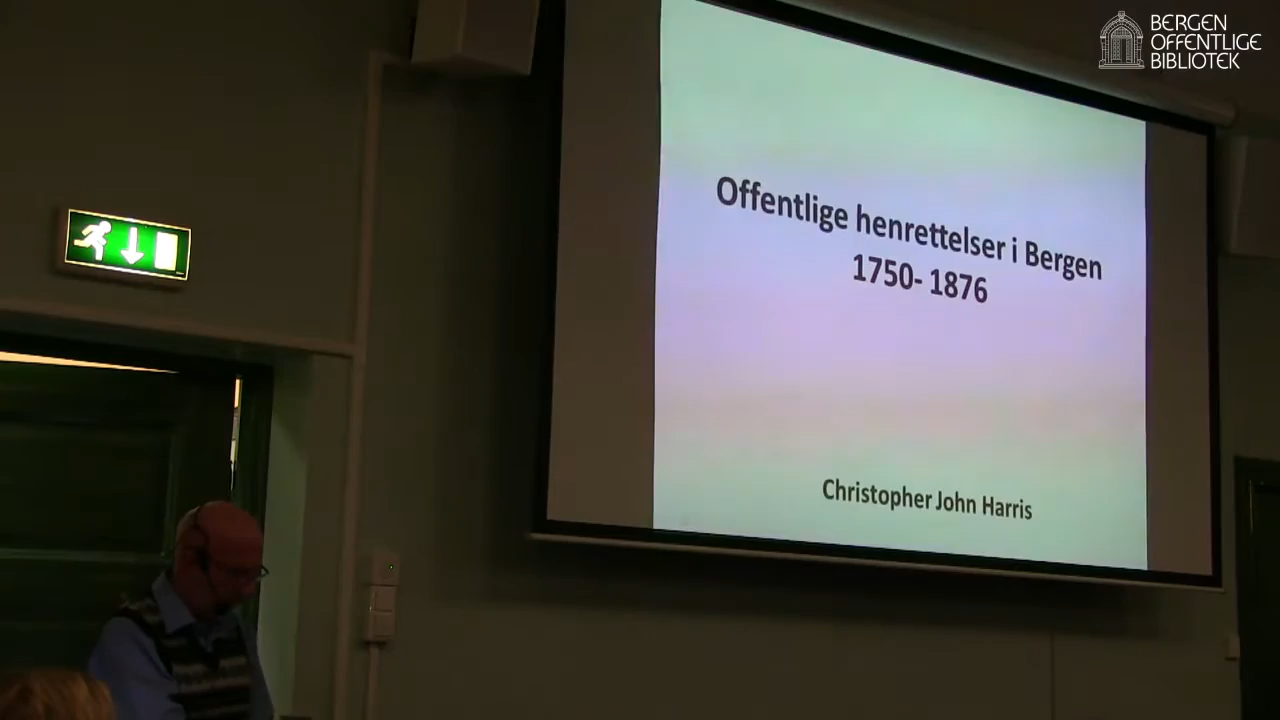 BERGEN
OFFENTLIGE
BIBLIOTEK
Offentlige henrettelser i Bergen
1750- 1876
Christopher John Harris